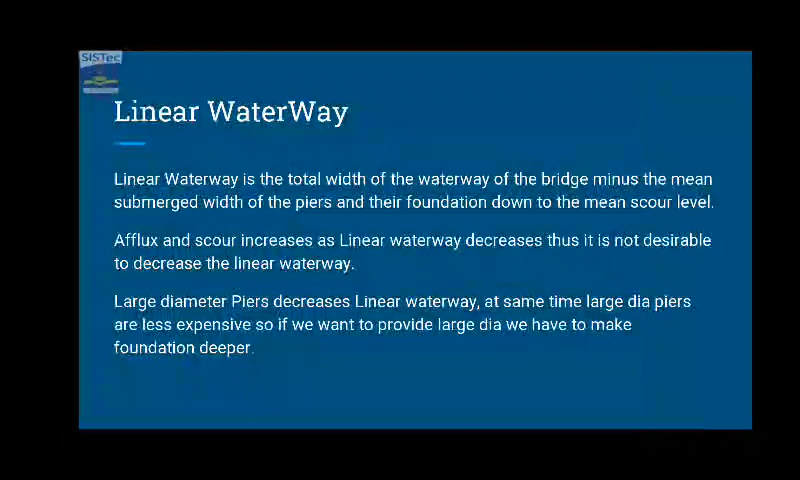 SISTec
Linear WaterWay
Linear Waterway is the total width of the waterway of the bridge minus the mean
submerged width of the piers and their foundation down to the mean scour level.
Afflux and scour increases as Linear waterway decreases thus it is not desirable
to decrease the linear waterway.
Large diameter Piers decreases Linear waterway, at same time large dia piers
are less expensive so if we want to provide large dia we have to make
foundation deeper.